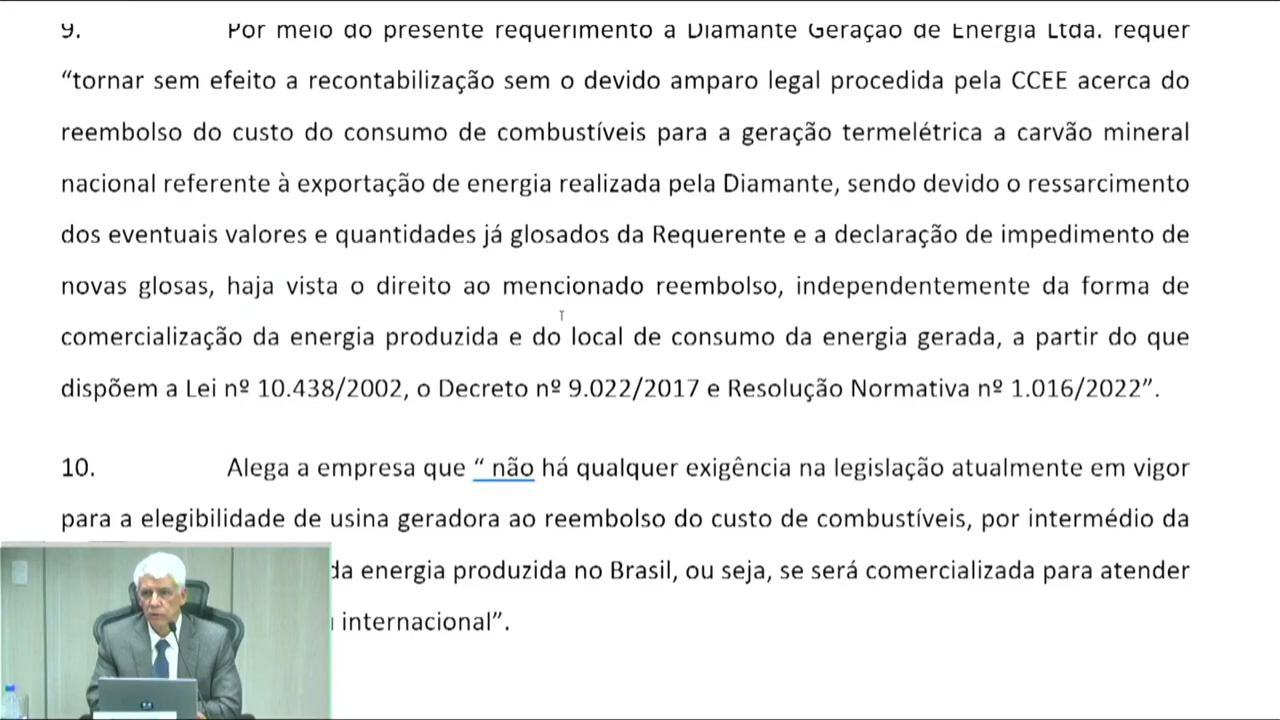 9. Por meio do presente requerimento a Diamante Geração de Energia Ltda. requer
“tornar sem efeito a recontabilização sem o devido amparo legal procedida pela CCEE acerca do
reembolso do custo do consumo de combustíveis para a geração termelétrica a carvão mineral
nacional referente à exportação de energia realizada pela Diamante, sendo devido o ressarcimento
dos eventuais valores e quantidades já glosados da Requerente e a declaração de impedimento de
novas glosas, haja vista o direito ao mencionado reembolso, independentemente da forma de
comercialização da energia produzida e do local de consumo da energia gerada, a partir do que
dispõem a Lei nº 10.438/2002, o Decreto nº 9.022/2017 e Resolução Normativa nº 1.016/2022”.
10. Alega a empresa que “ não há qualquer exigência na legislação atualmente em vigor
para a elegibilidade de usina geradora ao reembolso do custo de combustíveis, por intermédio da
da energia produzida no Brasil, ou seja, se será comercializada para atender
internacional”.